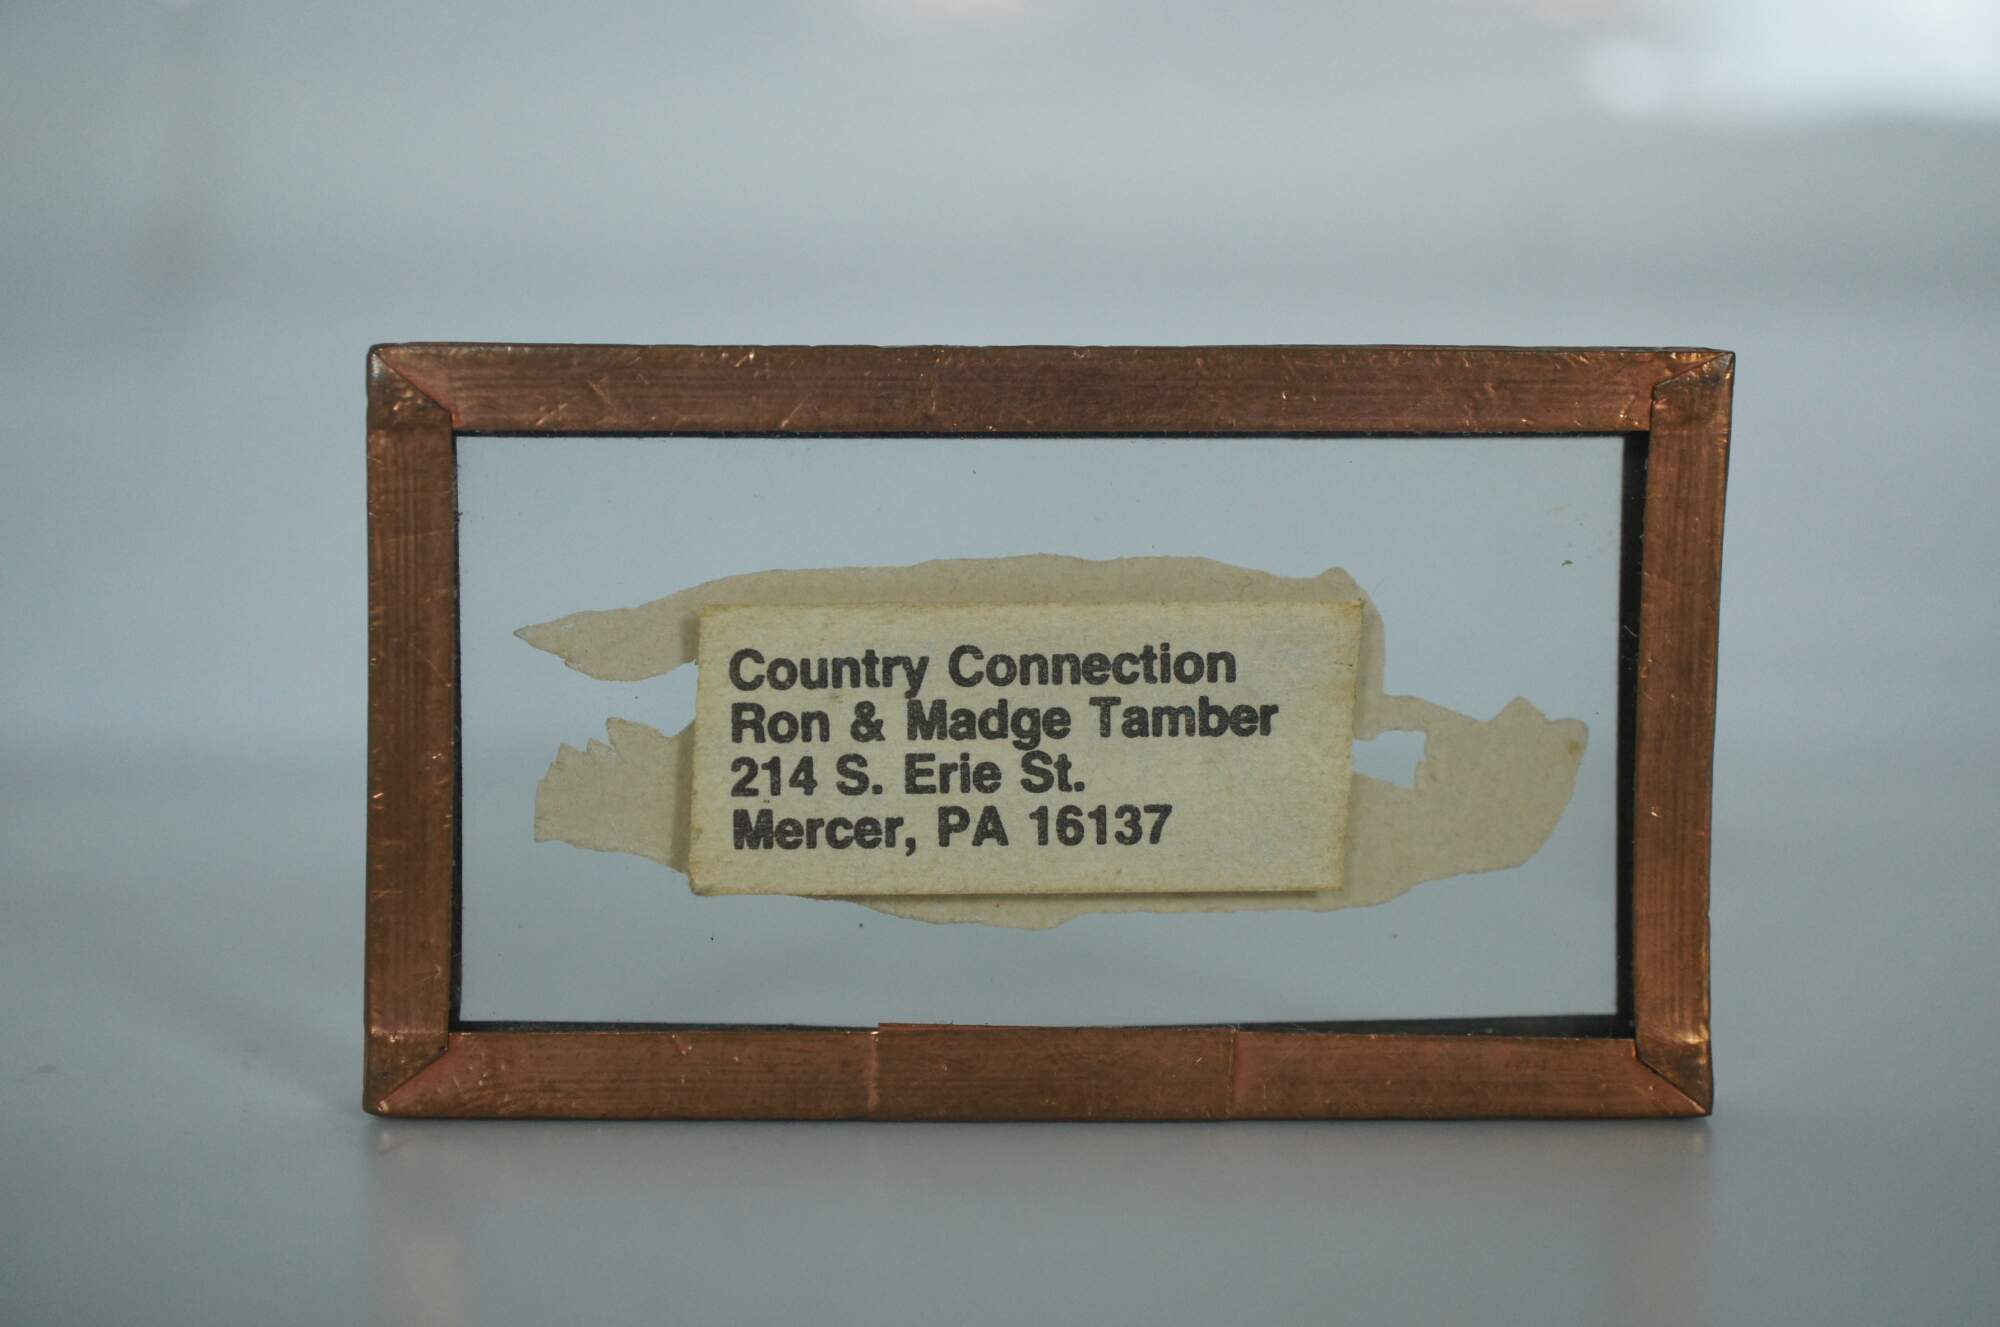 Country Connection
Ron & Madge Tamber
214 S. Erie St.
Mercer, PA 16137